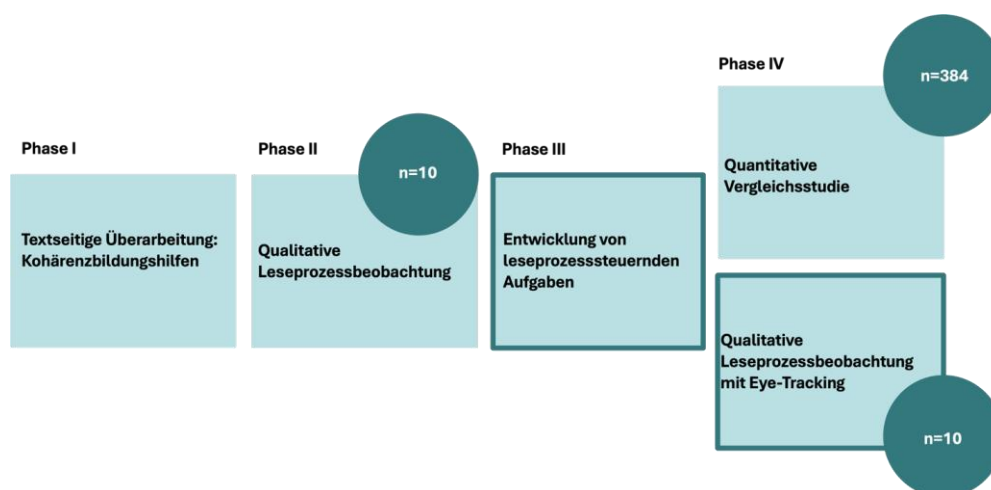 Phase I
Textseitige Überarbeitung:
Kohärenzbildungshilfen
Phase II
n=10
Qualitative
Leseprozessbeobachtung
Phase III
Entwicklung von
leseprozesssteuernden
Aufgaben
Phase IV
n=384
Quantitative
Vergleichsstudie
Qualitative
Leseprozessbeobachtung
mit Eye-Tracking
n=10